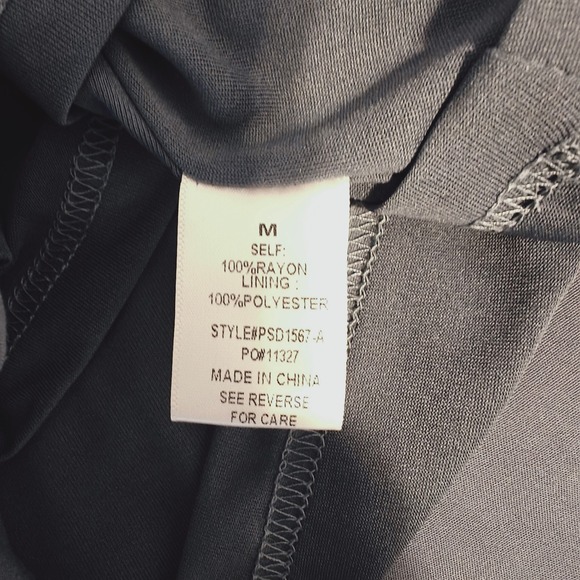 M
SELF:
100%RAYON
LINING :
100%POLYESTER
STYLE#PSD1567-A
PO#11327
MADE IN CHINA
SEE REVERSE
FOR CARE